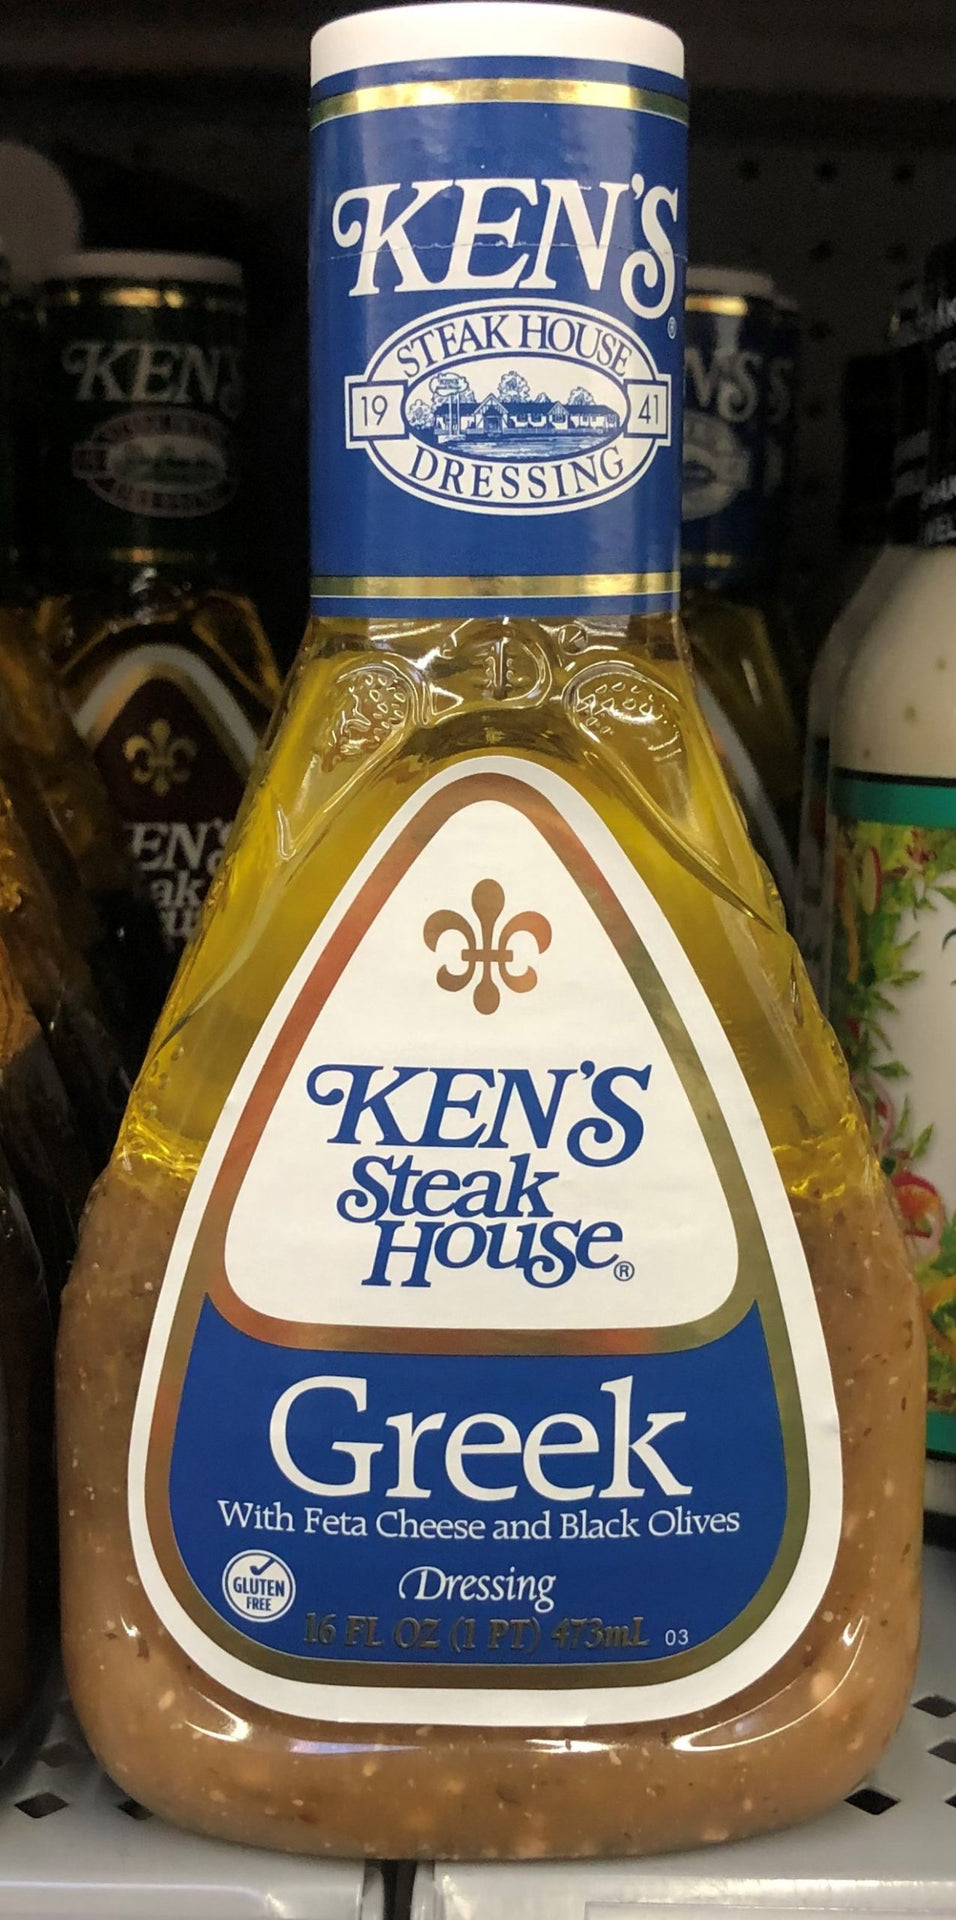 KEN'S
STEAK HOUSE
19 41
DRESSING
KEN'S
Steak
House®
Greek
With Feta Cheese and Black Olives
GLUTEN
FREE
Dressing
16 FL OZ (1 PT) 473mL 03
KEN'S